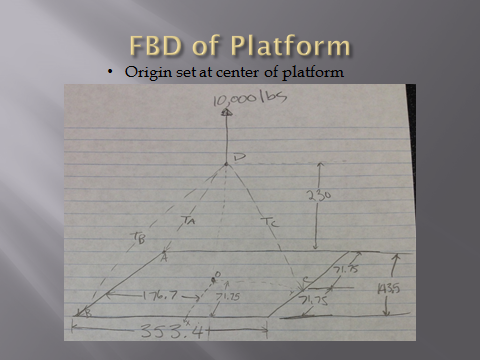 FBD of Platform
• Origin set at center of platform
10,000 lbs
D
230
TB
TA
TC
A
C
71.75
143.5
B
176.7
71.75
71.75
353.4